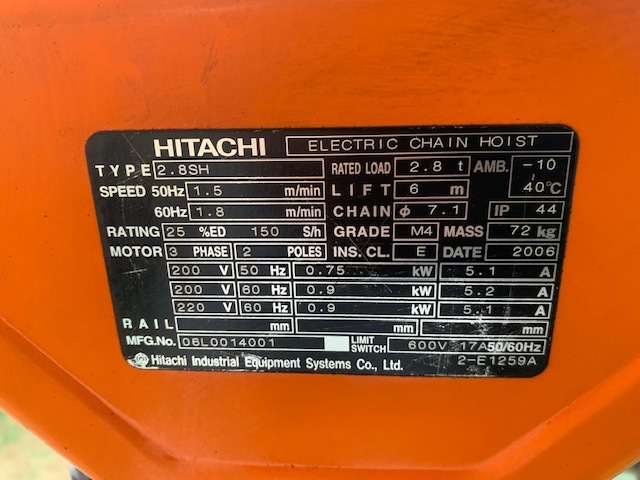 HITACHI ELECTRIC CHAIN HOIST
TYPE 2.8SH RATED LOAD 2.8 t AMB. -10
SPEED 50Hz 1.5 m/min LIFT 6 m 40℃
60Hz 1.8 m/min CHAIN φ 7.1 IP 44
RATING 25 %ED 150 S/h GRADE M4 MASS 72 kg
MOTOR 3 PHASE 2 POLES INS. CL. E DATE 2006
200 V 50 Hz 0.75 kW 5.1 A
200 V 60 Hz 0.9 kW 5.2 A
220 V 60 Hz 0.9 kW 5.1 A
RAIL mm mm mm
MFG.No. 06L0014001 LIMIT SWITCH 600V 17A 50/60Hz
Hitachi Industrial Equipment Systems Co., Ltd. 2-E1259A